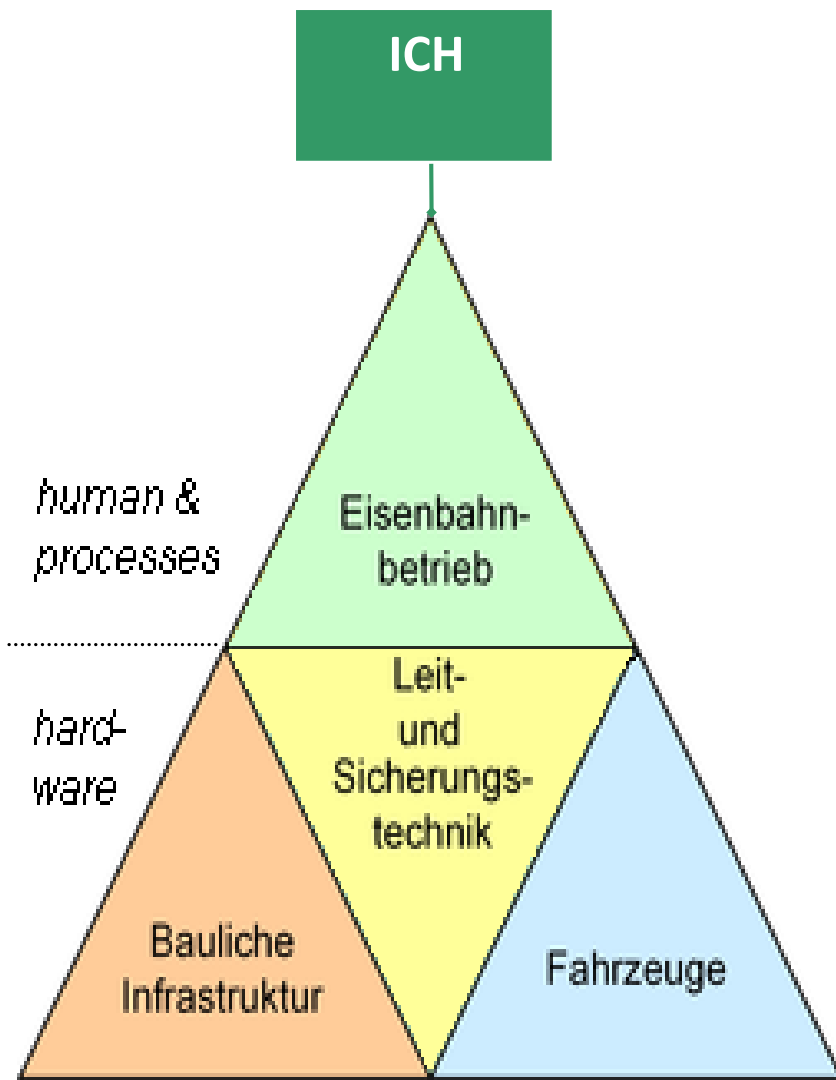 ICH
human &
processes
Eisenbahn-
betrieb
hard-
ware
Leit-
und
Sicherungs-
technik
Bauliche
Infrastruktur
Fahrzeuge